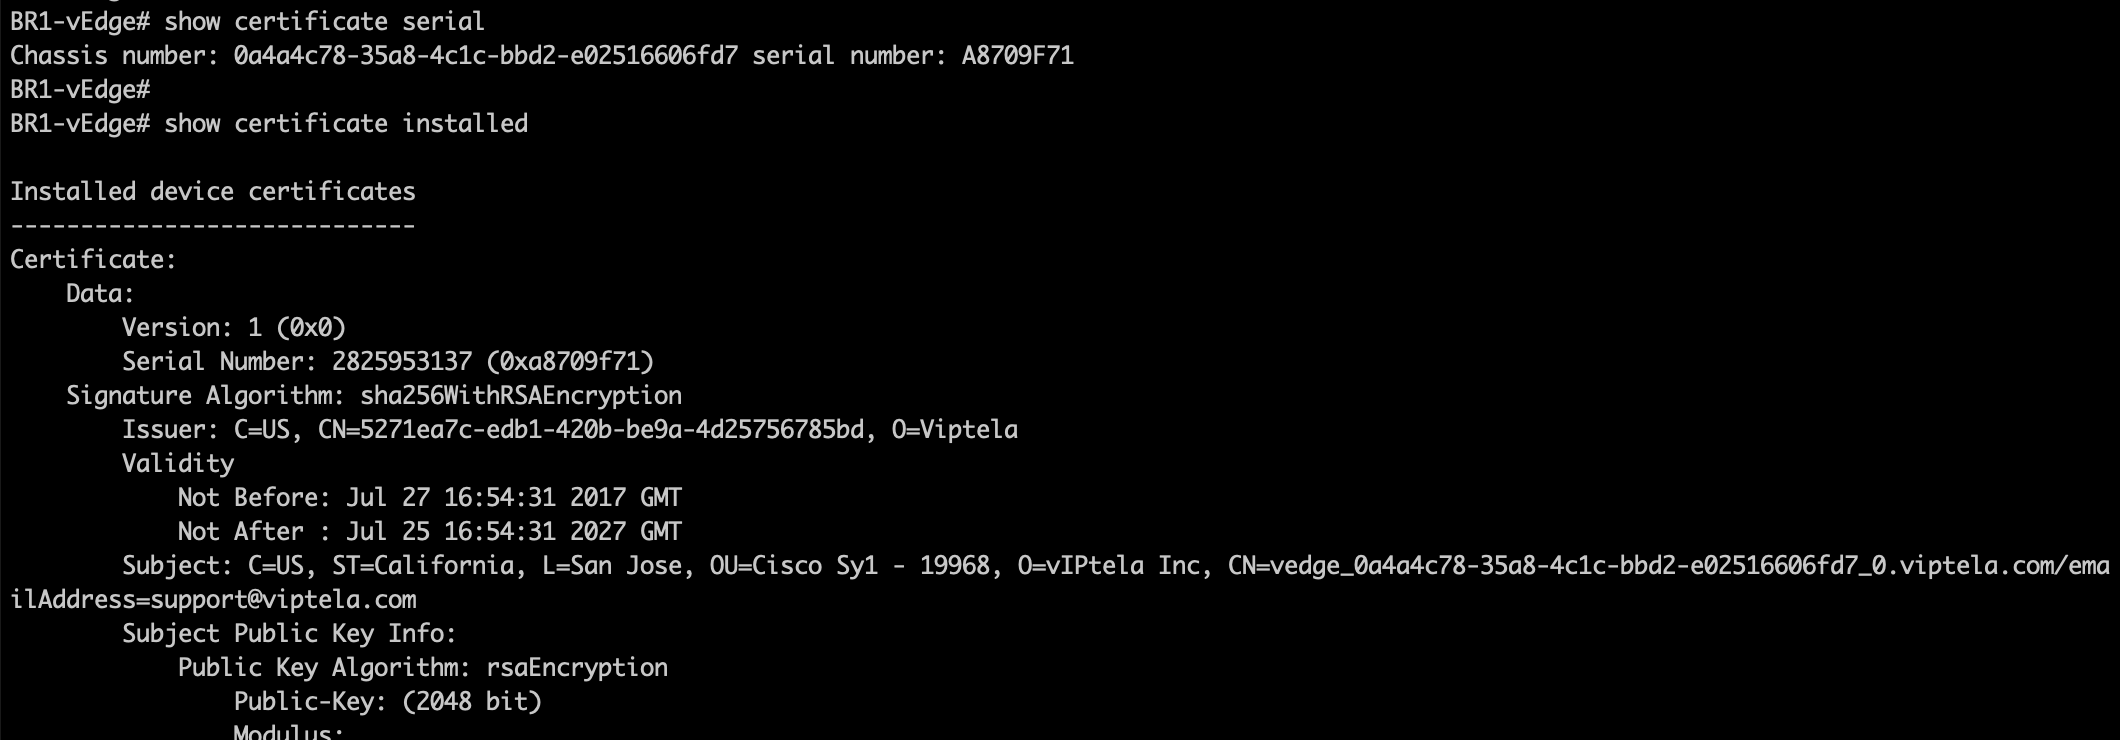 BR1-vEdge# show certificate serial
Chassis number: 0a4a4c78-35a8-4c1c-bbd2-e02516606fd7 serial number: A8709F71
BR1-vEdge#
BR1-vEdge# show certificate installed

Installed device certificates
-----------------------------
Certificate:
    Data:
        Version: 1 (0x0)
        Serial Number: 2825953137 (0xa8709f71)
    Signature Algorithm: sha256WithRSAEncryption
        Issuer: C=US, CN=5271ea7c-edb1-420b-be9a-4d25756785bd, O=Viptela
        Validity
            Not Before: Jul 27 16:54:31 2017 GMT
            Not After : Jul 25 16:54:31 2027 GMT
        Subject: C=US, ST=California, L=San Jose, OU=Cisco Sy1 - 19968, O=vIPtela Inc, CN=vedge_0a4a4c78-35a8-4c1c-bbd2-e02516606fd7_0.viptela.com/ema
ilAddress=support@viptela.com
        Subject Public Key Info:
            Public Key Algorithm: rsaEncryption
                Public-Key: (2048 bit)
                Modulus: